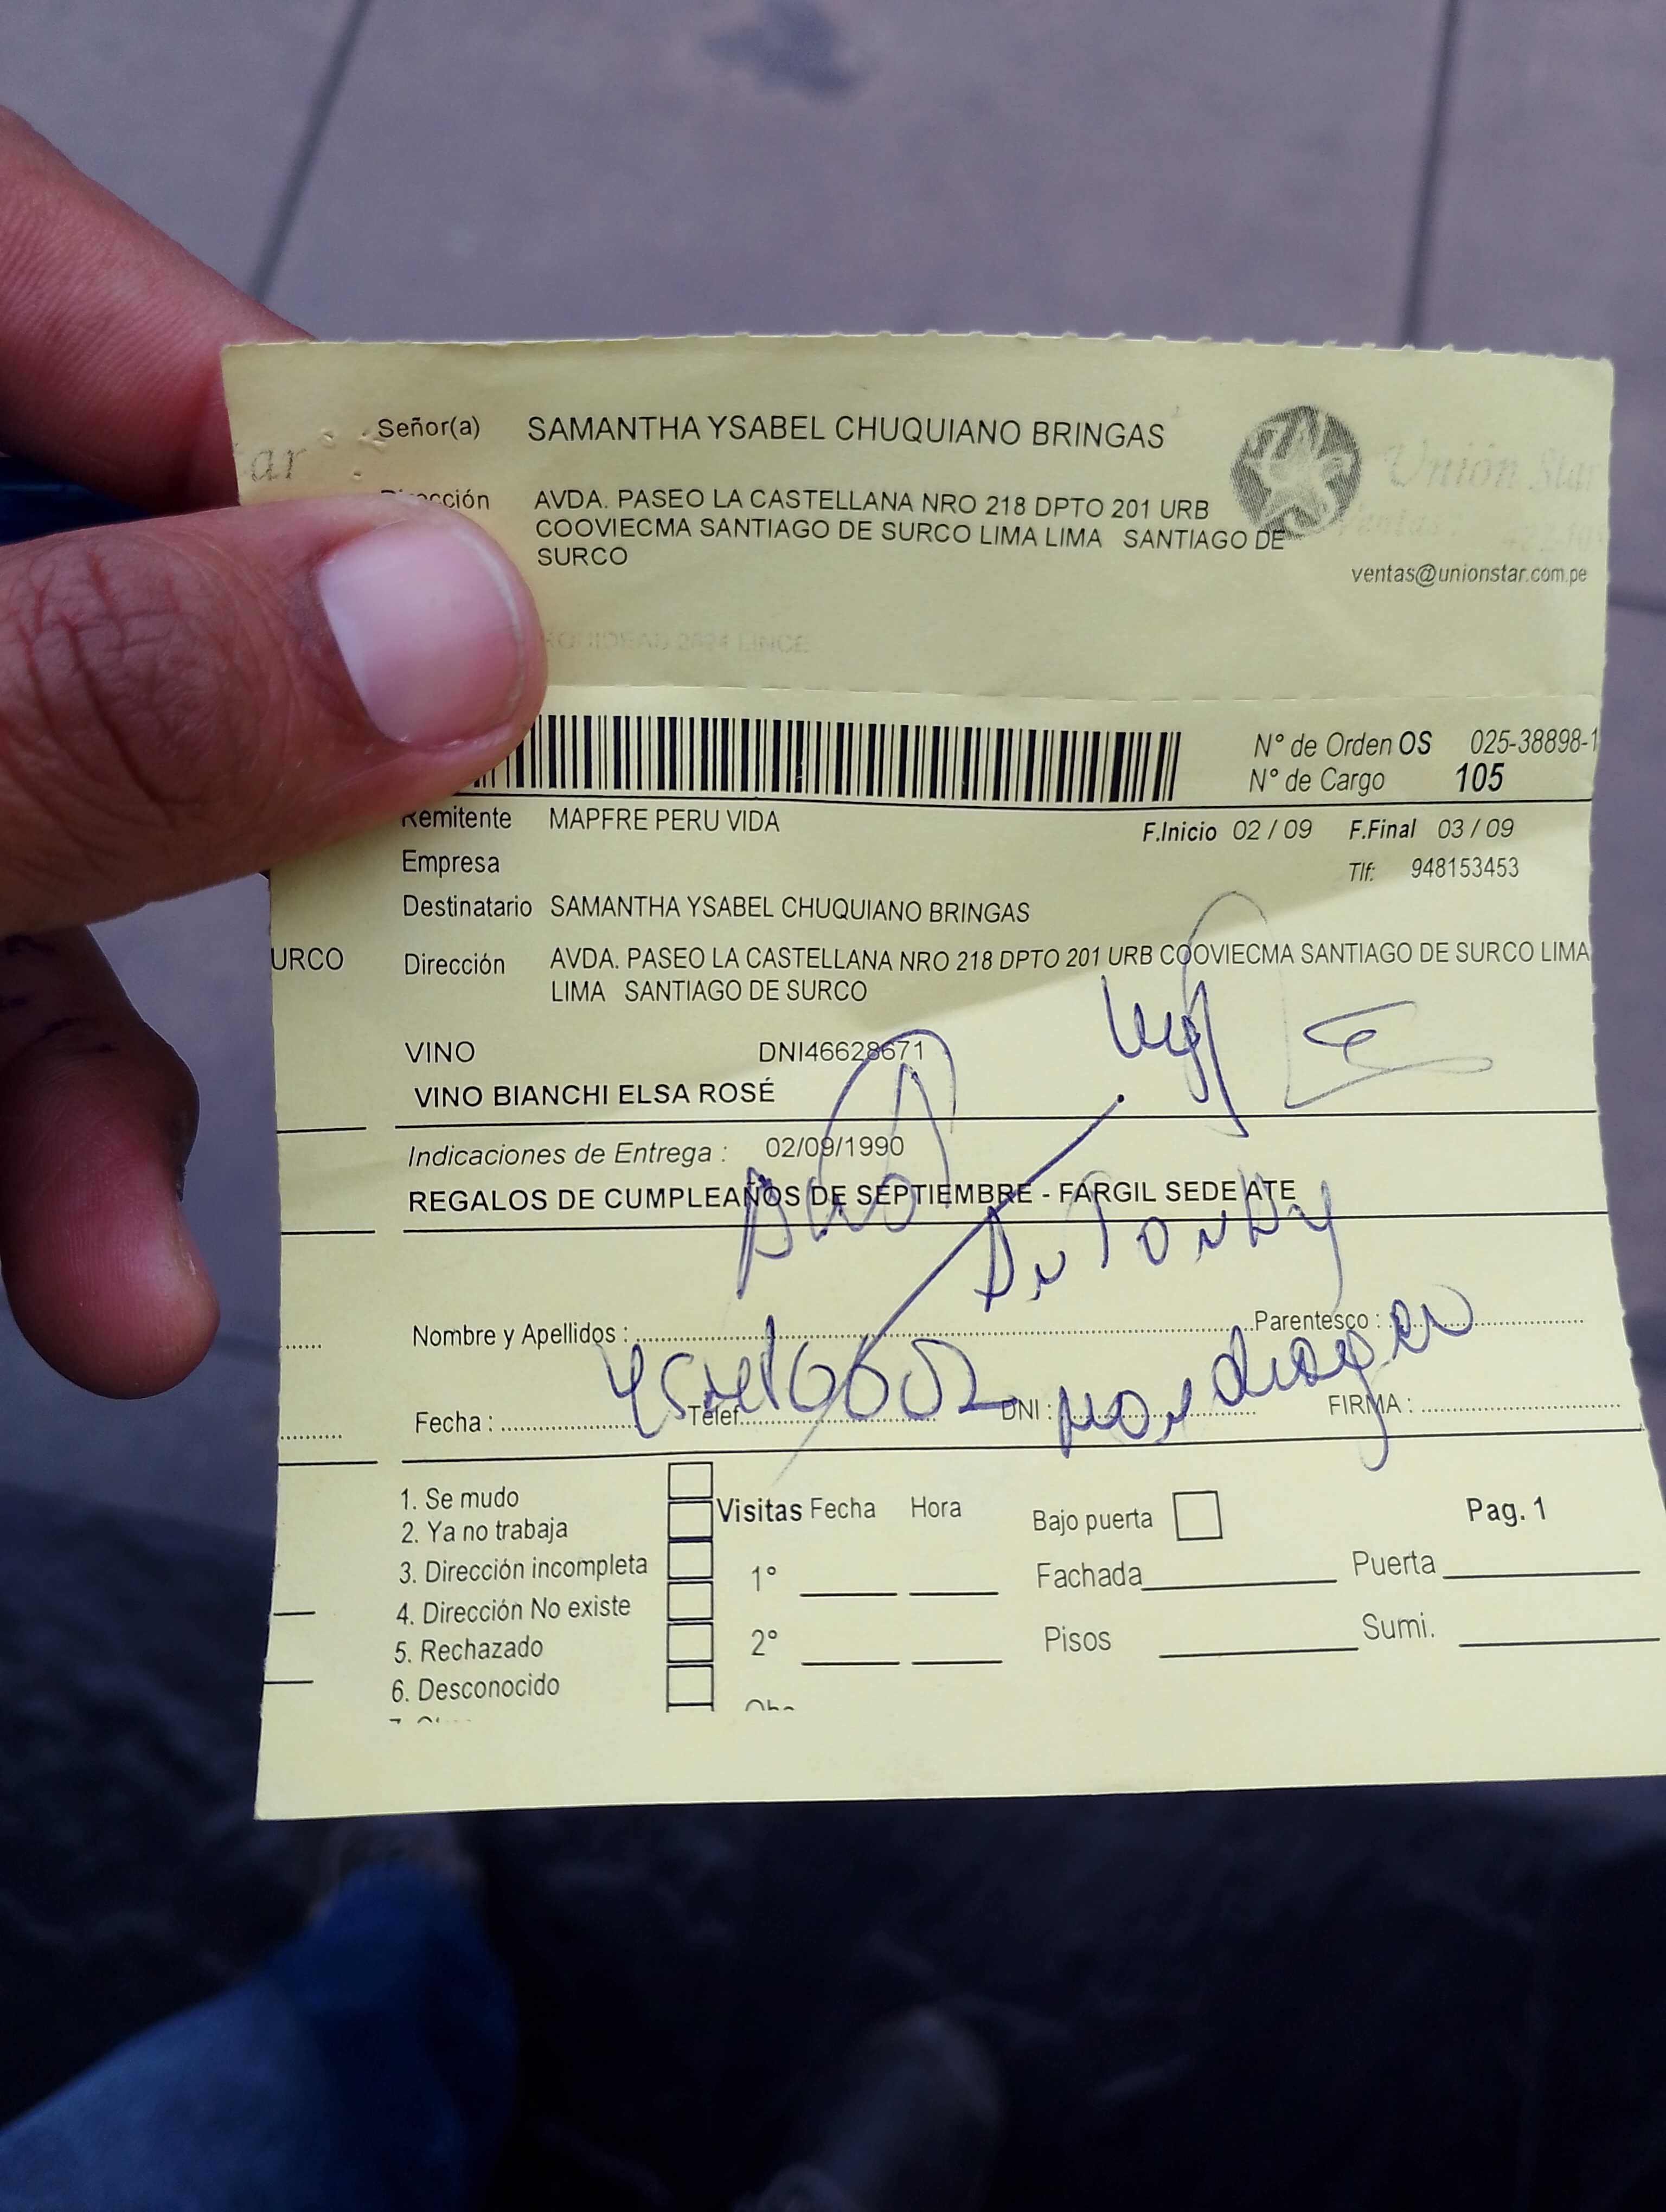 Señor(a) SAMANTHA YSABEL CHUQUIANO BRINGAS
ar
Unión Star
Dirección AVDA. PASEO LA CASTELLANA NRO 218 DPTO 201 URB
COOVIECMA SANTIAGO DE SURCO LIMA LIMA SANTIAGO DE
SURCO
Ventas
ventas@unionstar.com.pe
2624 LINCE
N° de Orden OS 025-38898-1
N° de Cargo 105
Remitente MAPFRE PERU VIDA
F.Inicio 02 / 09 F.Final 03 / 09
Empresa
Tlf: 948153453
Destinatario SAMANTHA YSABEL CHUQUIANO BRINGAS
URCO
Dirección AVDA. PASEO LA CASTELLANA NRO 218 DPTO 201 URB COOVIECMA SANTIAGO DE SURCO LIMA
LIMA SANTIAGO DE SURCO
VINO DNI46628671
VINO BIANCHI ELSA ROSÉ
Indicaciones de Entrega : 02/09/1990
REGALOS DE CUMPLEAÑOS DE SEPTIEMBRE - FARGIL SEDE ATE
Antonhy
Nombre y Apellidos : Parentesco :
Mondragon
Fecha : Telef. DNI : FIRMA :
1. Se mudo
2. Ya no trabaja
3. Dirección incompleta
4. Dirección No existe
5. Rechazado
6. Desconocido
Visitas Fecha Hora
1°
2°
Bajo puerta
Pag. 1
Fachada Puerta
Pisos Sumi.